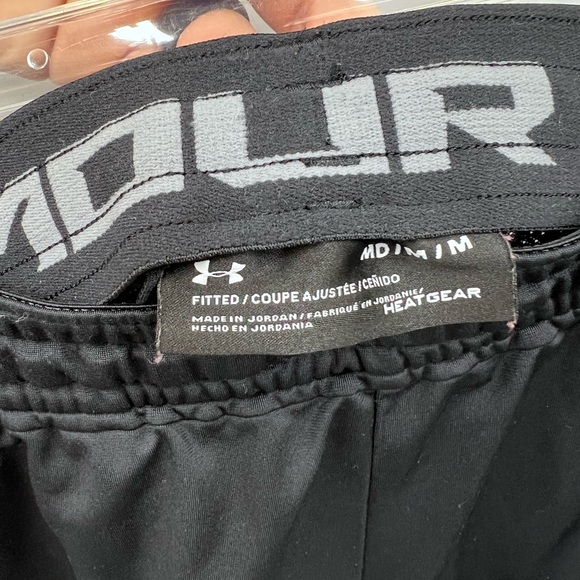 MOUR
MD / M / M
FITTED / COUPE AJUSTÉE / CEÑIDO
MADE IN JORDAN / FABRIQUÉ EN JORDANIE/
HECHO EN JORDANIA
HEATGEAR